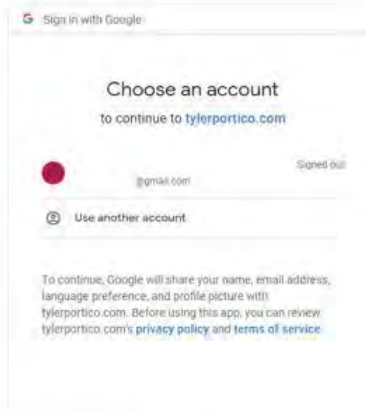 Sign in with Google
Choose an account
to continue to tylerportico.com
Signed out
@gmail.com
Use another account
To continue, Google will share your name, email address,
language preference, and profile picture with
tylerportico.com. Before using this app, you can review
tylerportico.com's privacy policy and terms of service